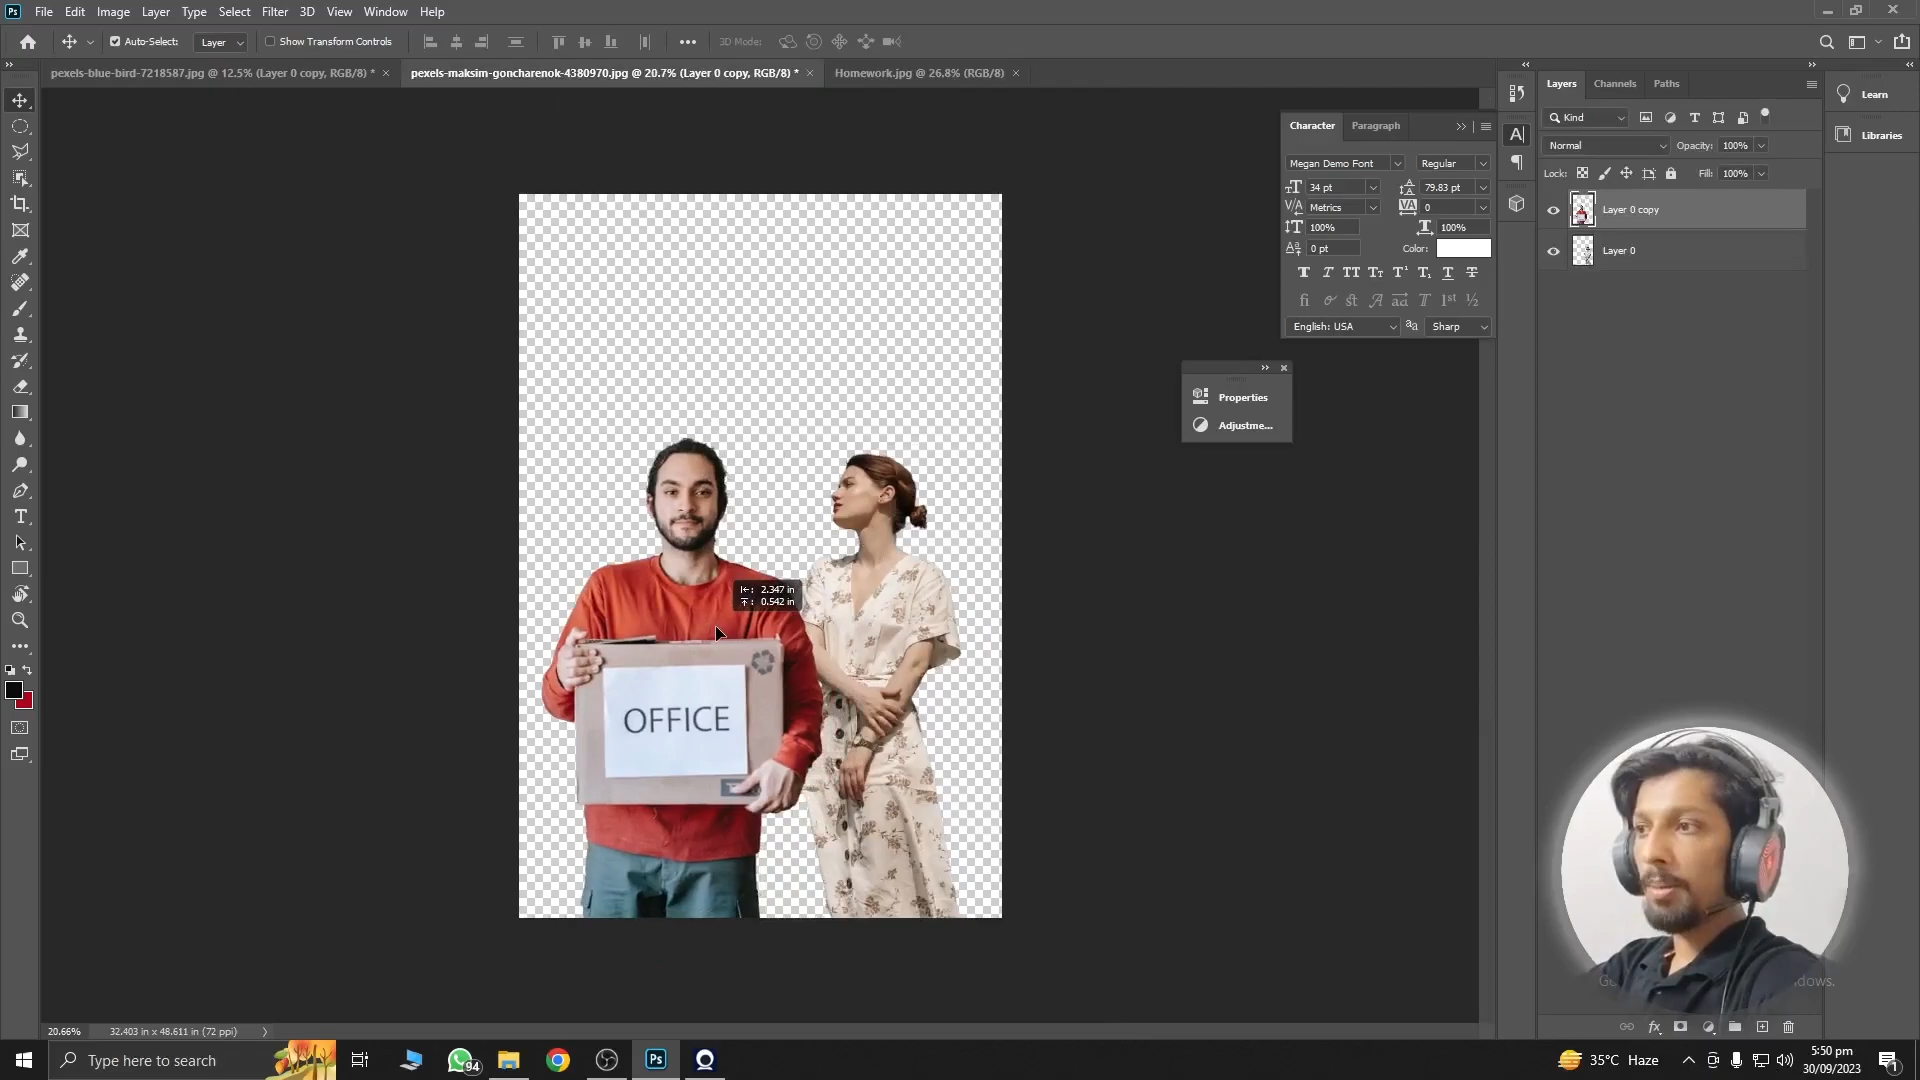 Ps File Edit Image Layer Type Select Filter 3D View Window Help
Auto-Select: Layer Show Transform Controls 3D Mode:
pexels-blue-bird-7218587.jpg @ 12.5% (Layer 0 copy, RGB/8) * × pexels-maksim-goncharenok-4380970.jpg @ 20.7% (Layer 0 copy, RGB/8) * × Homework.jpg @ 26.8% (RGB/8) ×
Layers Channels Paths
Learn
Libraries
Kind
Normal Opacity: 100%
Lock: Fill: 100%
Layer 0 copy
Layer 0
Character Paragraph
Megan Demo Font Regular
34 pt 79.83 pt
Metrics 0
100% 100%
0 pt Color:
English: USA Sharp
Properties
Adjustme...
2.347 in
0.542 in
OFFICE
20.66% 32.403 in x 48.611 in (72 ppi)
Type here to search
94
Ps
35°C Haze
5:50 pm
30/09/2023
1